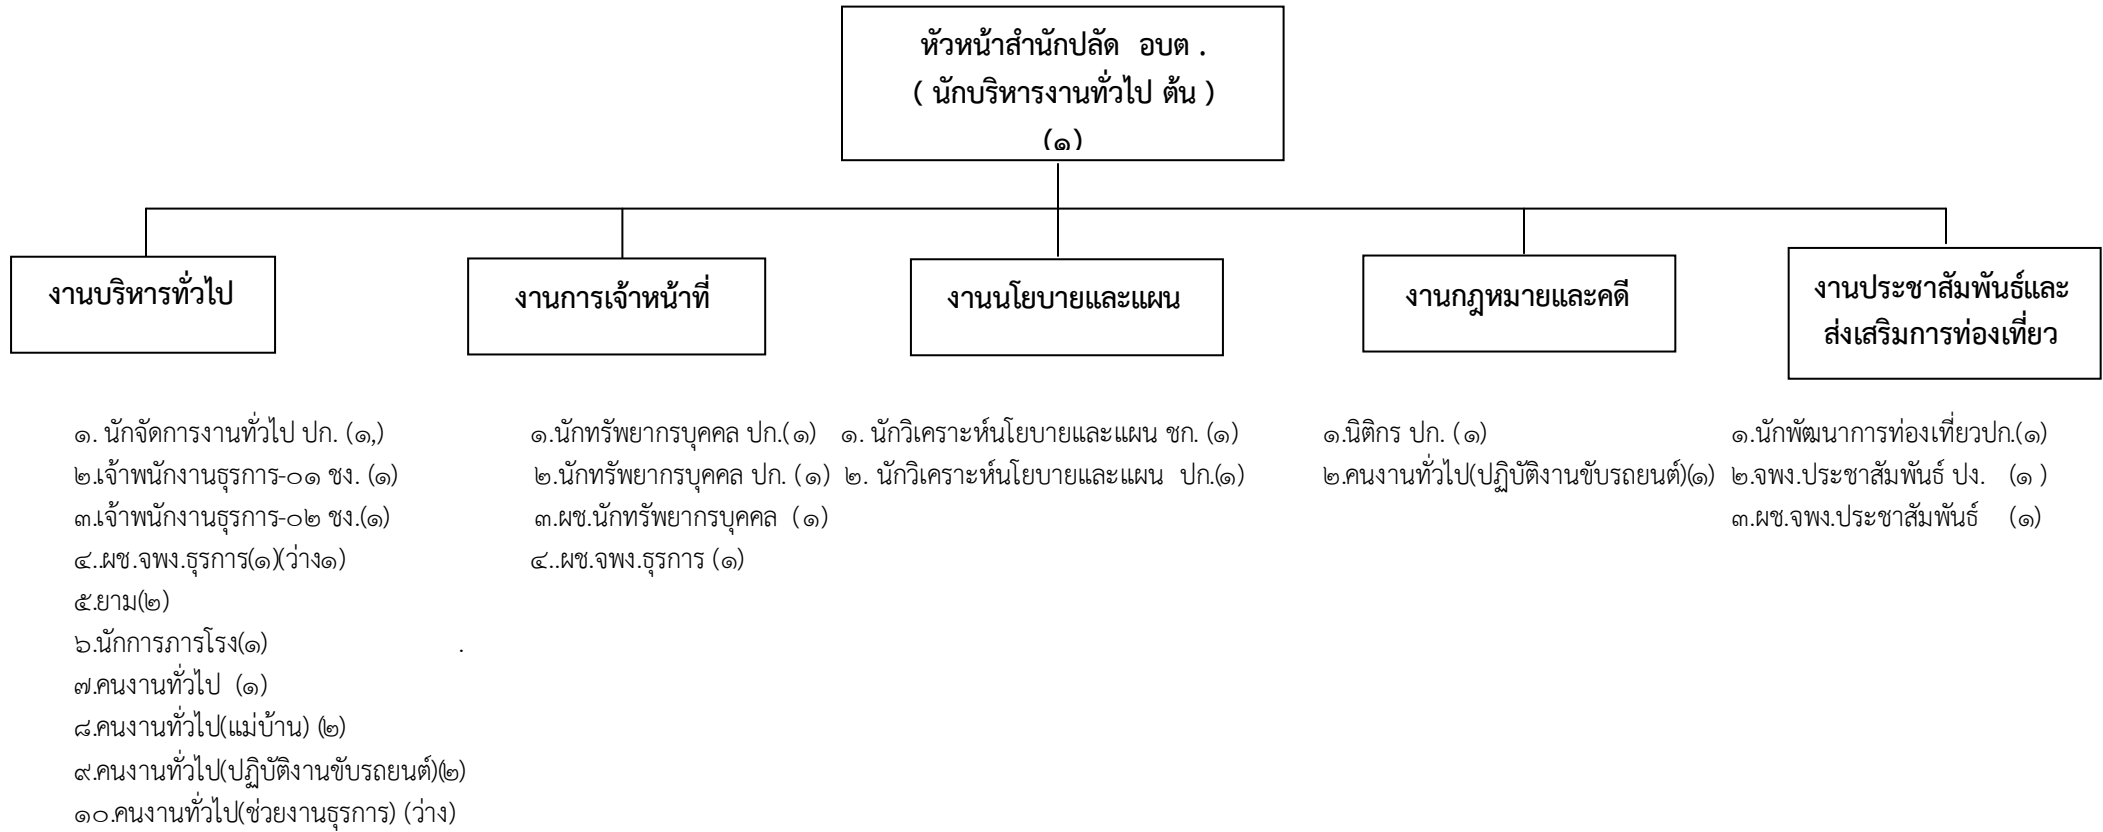 หัวหน้าสำนักปลัด อบต .
( นักบริหารงานทั่วไป ต้น )
(๑)
งานบริหารทั่วไป
งานการเจ้าหน้าที่
งานนโยบายและแผน
งานกฎหมายและคดี
งานประชาสัมพันธ์และ
ส่งเสริมการท่องเที่ยว
๑. นักจัดการงานทั่วไป ปก. (๑,)
๒.เจ้าพนักงานธุรการ-๐๑ ชง. (๑)
๓.เจ้าพนักงานธุรการ-๐๒ ชง.(๑)
๔..ผช.จพง.ธุรการ(๑)(ว่าง๑)
๕.ยาม(๒)
๖.นักการภารโรง(๑) .
๗.คนงานทั่วไป (๑)
๘.คนงานทั่วไป(แม่บ้าน) (๒)
๙.คนงานทั่วไป(ปฏิบัติงานขับรถยนต์)(๒)
๑๐.คนงานทั่วไป(ช่วยงานธุรการ) (ว่าง)
๑.นักทรัพยากรบุคคล ปก.(๑)
๒.นักทรัพยากรบุคคล ปก. (๑)
๓.ผช.นักทรัพยากรบุคคล (๑)
๔..ผช.จพง.ธุรการ (๑)
๑. นักวิเคราะห์นโยบายและแผน ชก. (๑)
๒. นักวิเคราะห์นโยบายและแผน ปก.(๑)
๑.นิติกร ปก. (๑)
๒.คนงานทั่วไป(ปฏิบัติงานขับรถยนต์)(๑)
๑.นักพัฒนาการท่องเที่ยวปก.(๑)
๒.จพง.ประชาสัมพันธ์ ปง. (๑ )
๓.ผช.จพง.ประชาสัมพันธ์ (๑)